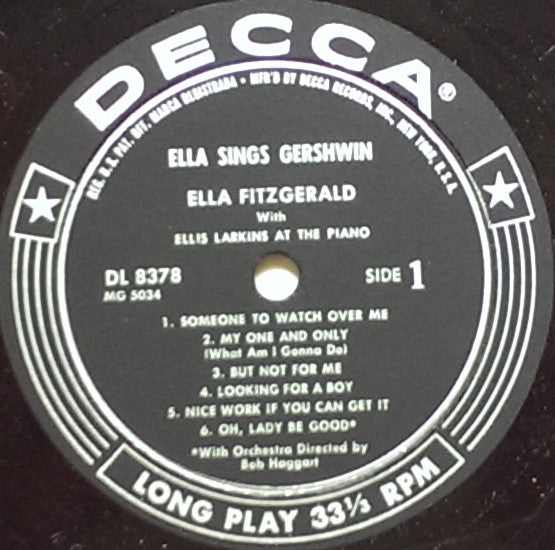 DECCA®
REG. U.S. PAT. OFF. MARCA REGISTRADA • MFR'D BY DECCA RECORDS, INC., NEW YORK, U.S.A.
ELLA SINGS GERSHWIN
ELLA FITZGERALD
With
ELLIS LARKINS AT THE PIANO
DL 8378
MG 5034
SIDE 1
1. SOMEONE TO WATCH OVER ME
2. MY ONE AND ONLY
(What Am I Gonna Do)
3. BUT NOT FOR ME
4. LOOKING FOR A BOY
5. NICE WORK IF YOU CAN GET IT
6. OH, LADY BE GOOD*
*With Orchestra Directed by
Bob Haggart
LONG PLAY 33⅓ RPM